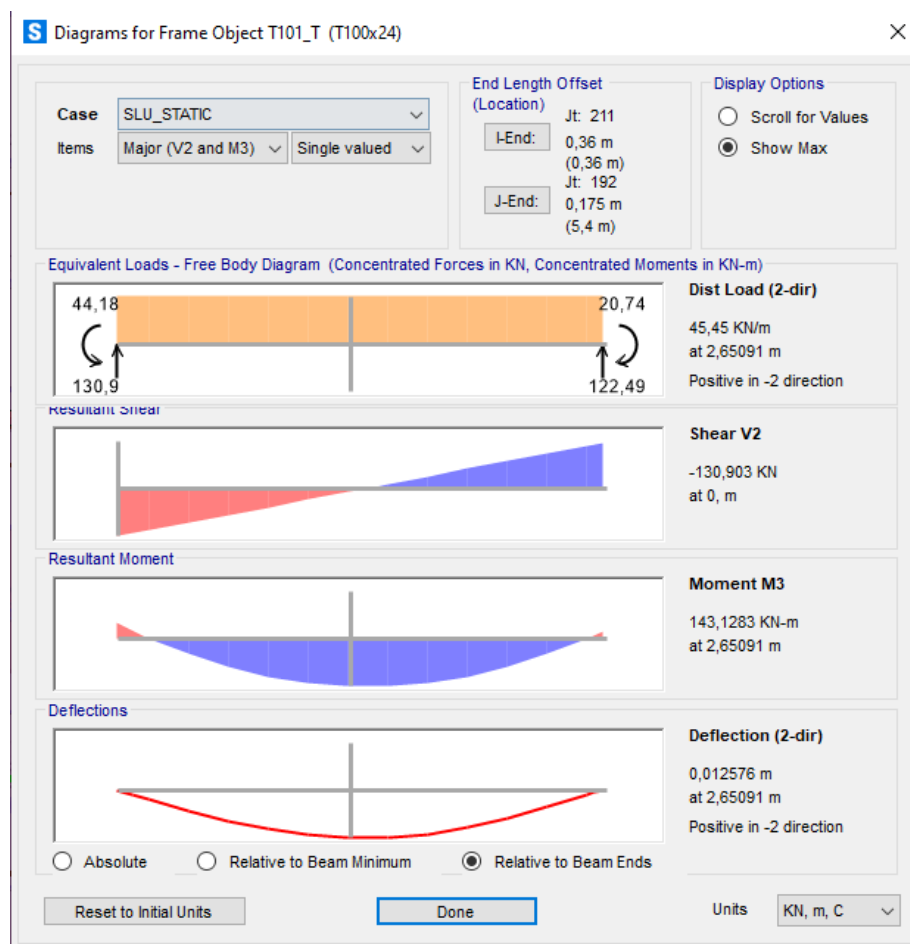 S Diagrams for Frame Object T101_T (T100x24)
Case SLU_STATIC
Items Major (V2 and M3) Single valued
End Length Offset
(Location)
Jt: 211
I-End: 0,36 m
(0,36 m)
Jt: 192
J-End: 0,175 m
(5,4 m)
Display Options
Scroll for Values
Show Max
Equivalent Loads - Free Body Diagram (Concentrated Forces in KN, Concentrated Moments in KN-m)
44,18 20,74
130,9 122,49
Dist Load (2-dir)
45,45 KN/m
at 2,65091 m
Positive in -2 direction
Resultant Shear
Shear V2
-130,903 KN
at 0, m
Resultant Moment
Moment M3
143,1283 KN-m
at 2,65091 m
Deflections
Deflection (2-dir)
0,012576 m
at 2,65091 m
Positive in -2 direction
Absolute Relative to Beam Minimum Relative to Beam Ends
Reset to Initial Units Done Units KN, m, C